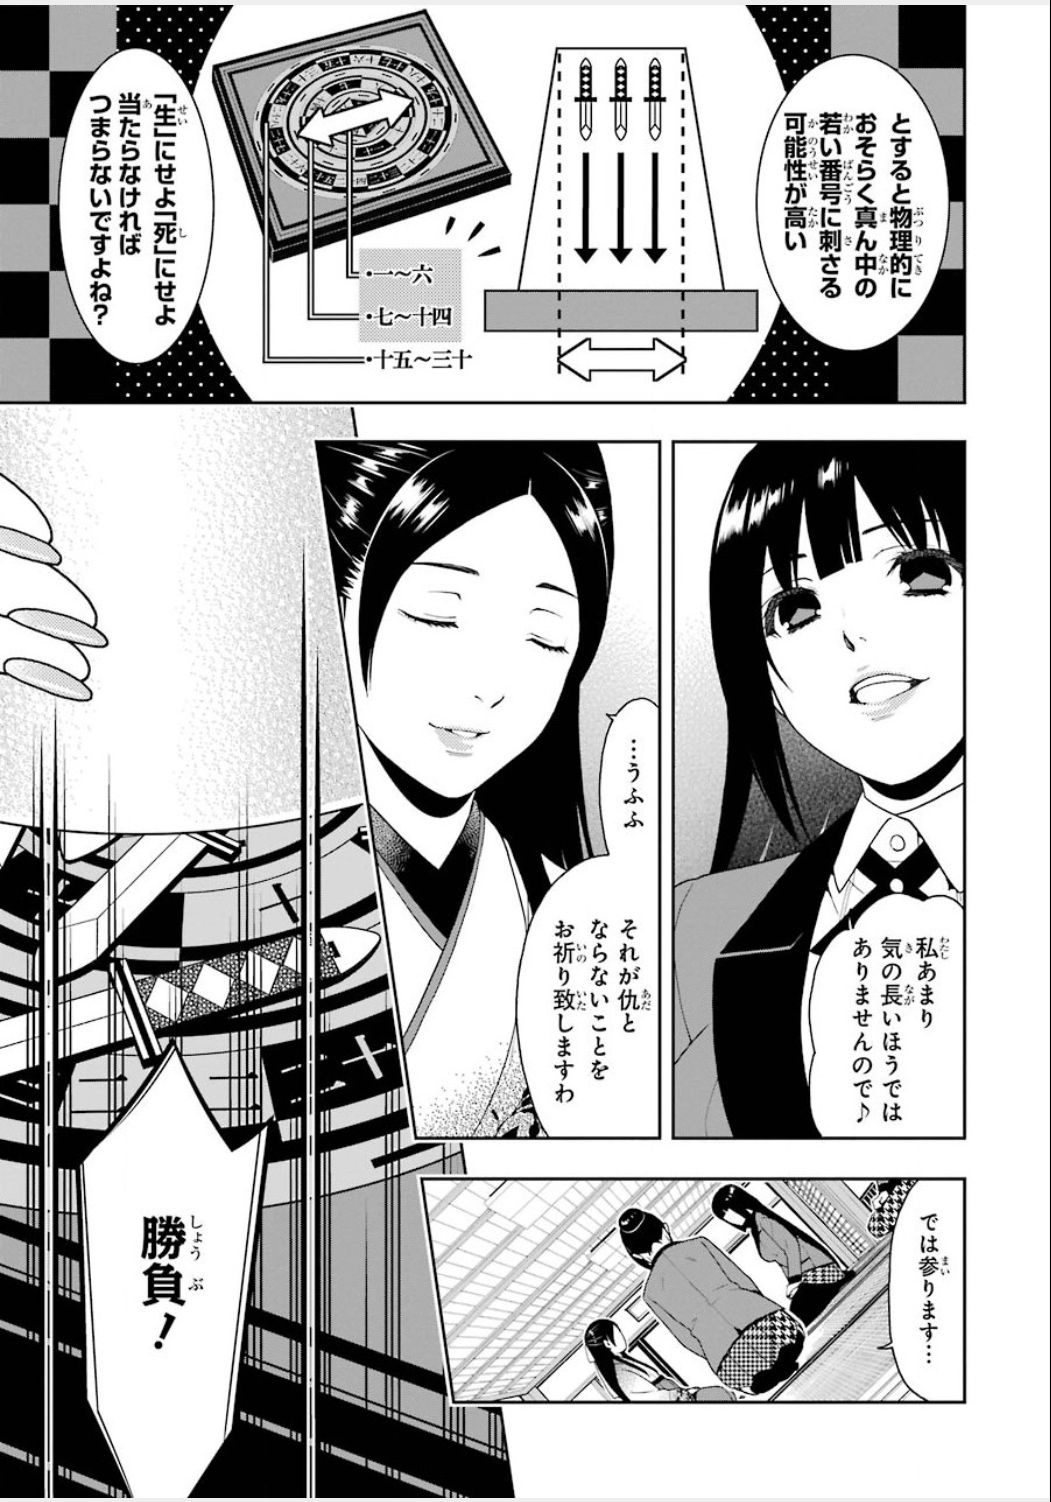 とすると物理的に
おそらく真ん中の
若い番号に刺さる
可能性が高い
・一〜六
・七〜十四
・十五〜三十
「生」にせよ「死」にせよ
当たらなければ
つまらないですよね?
私あまり
気の長いほうでは
ありませんので♪
…うふふ
それが仇と
ならないことを
お祈り致しますわ
では参ります…
勝負!